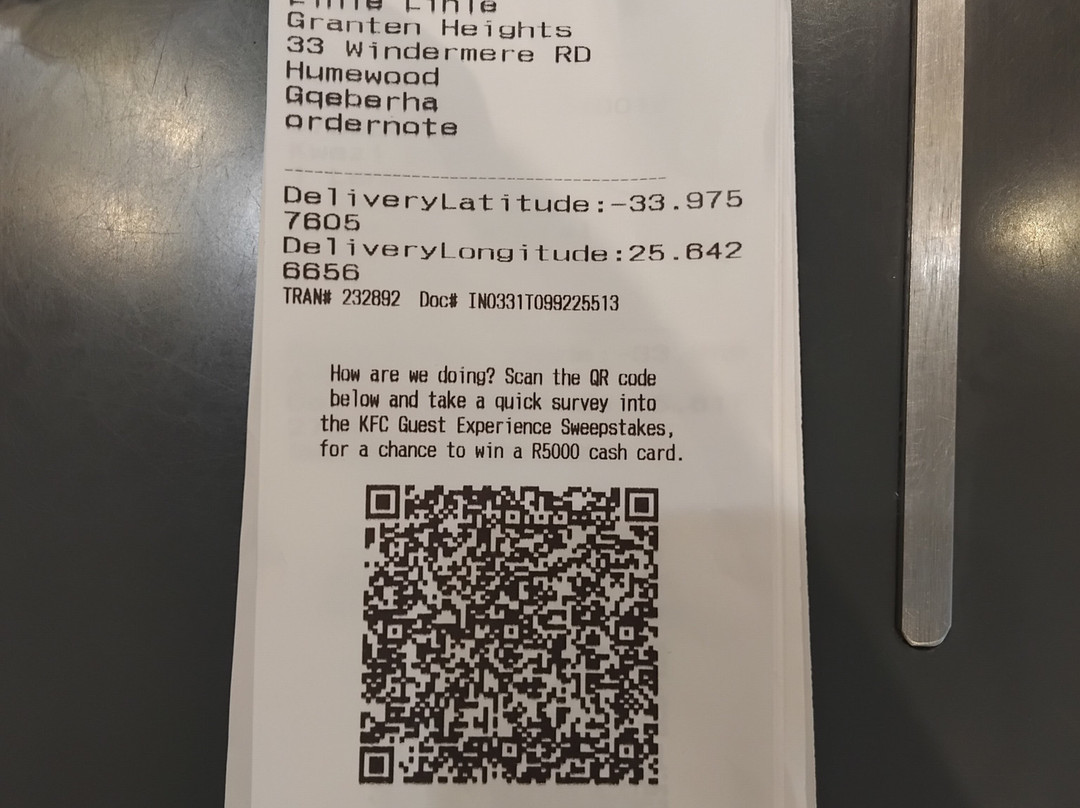 Granten Heights
33 Windermere RD
Humewood
Gqeberha
ordernote
DeliveryLatitude:-33.975
7605
DeliveryLongitude:25.642
6656
TRAN# 232892 Doc# IN0331T099225513
How are we doing? Scan the QR code
below and take a quick survey into
the KFC Guest Experience Sweepstakes,
for a chance to win a R5000 cash card.